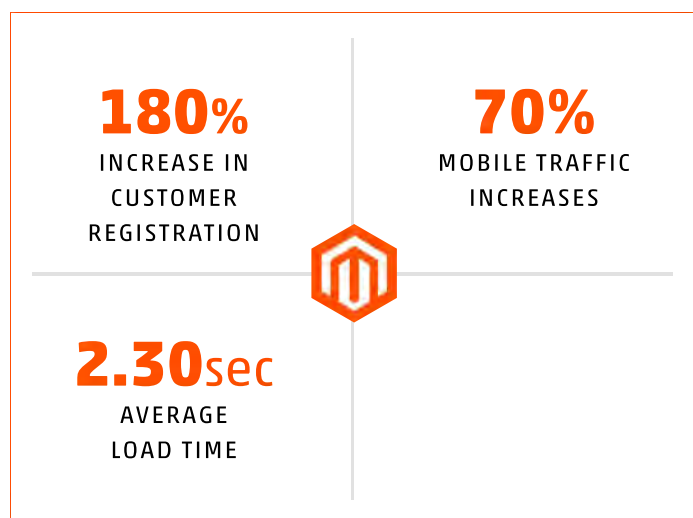 180%
INCREASE IN
CUSTOMER
REGISTRATION
70%
MOBILE TRAFFIC
INCREASES
2.30sec
AVERAGE
LOAD TIME